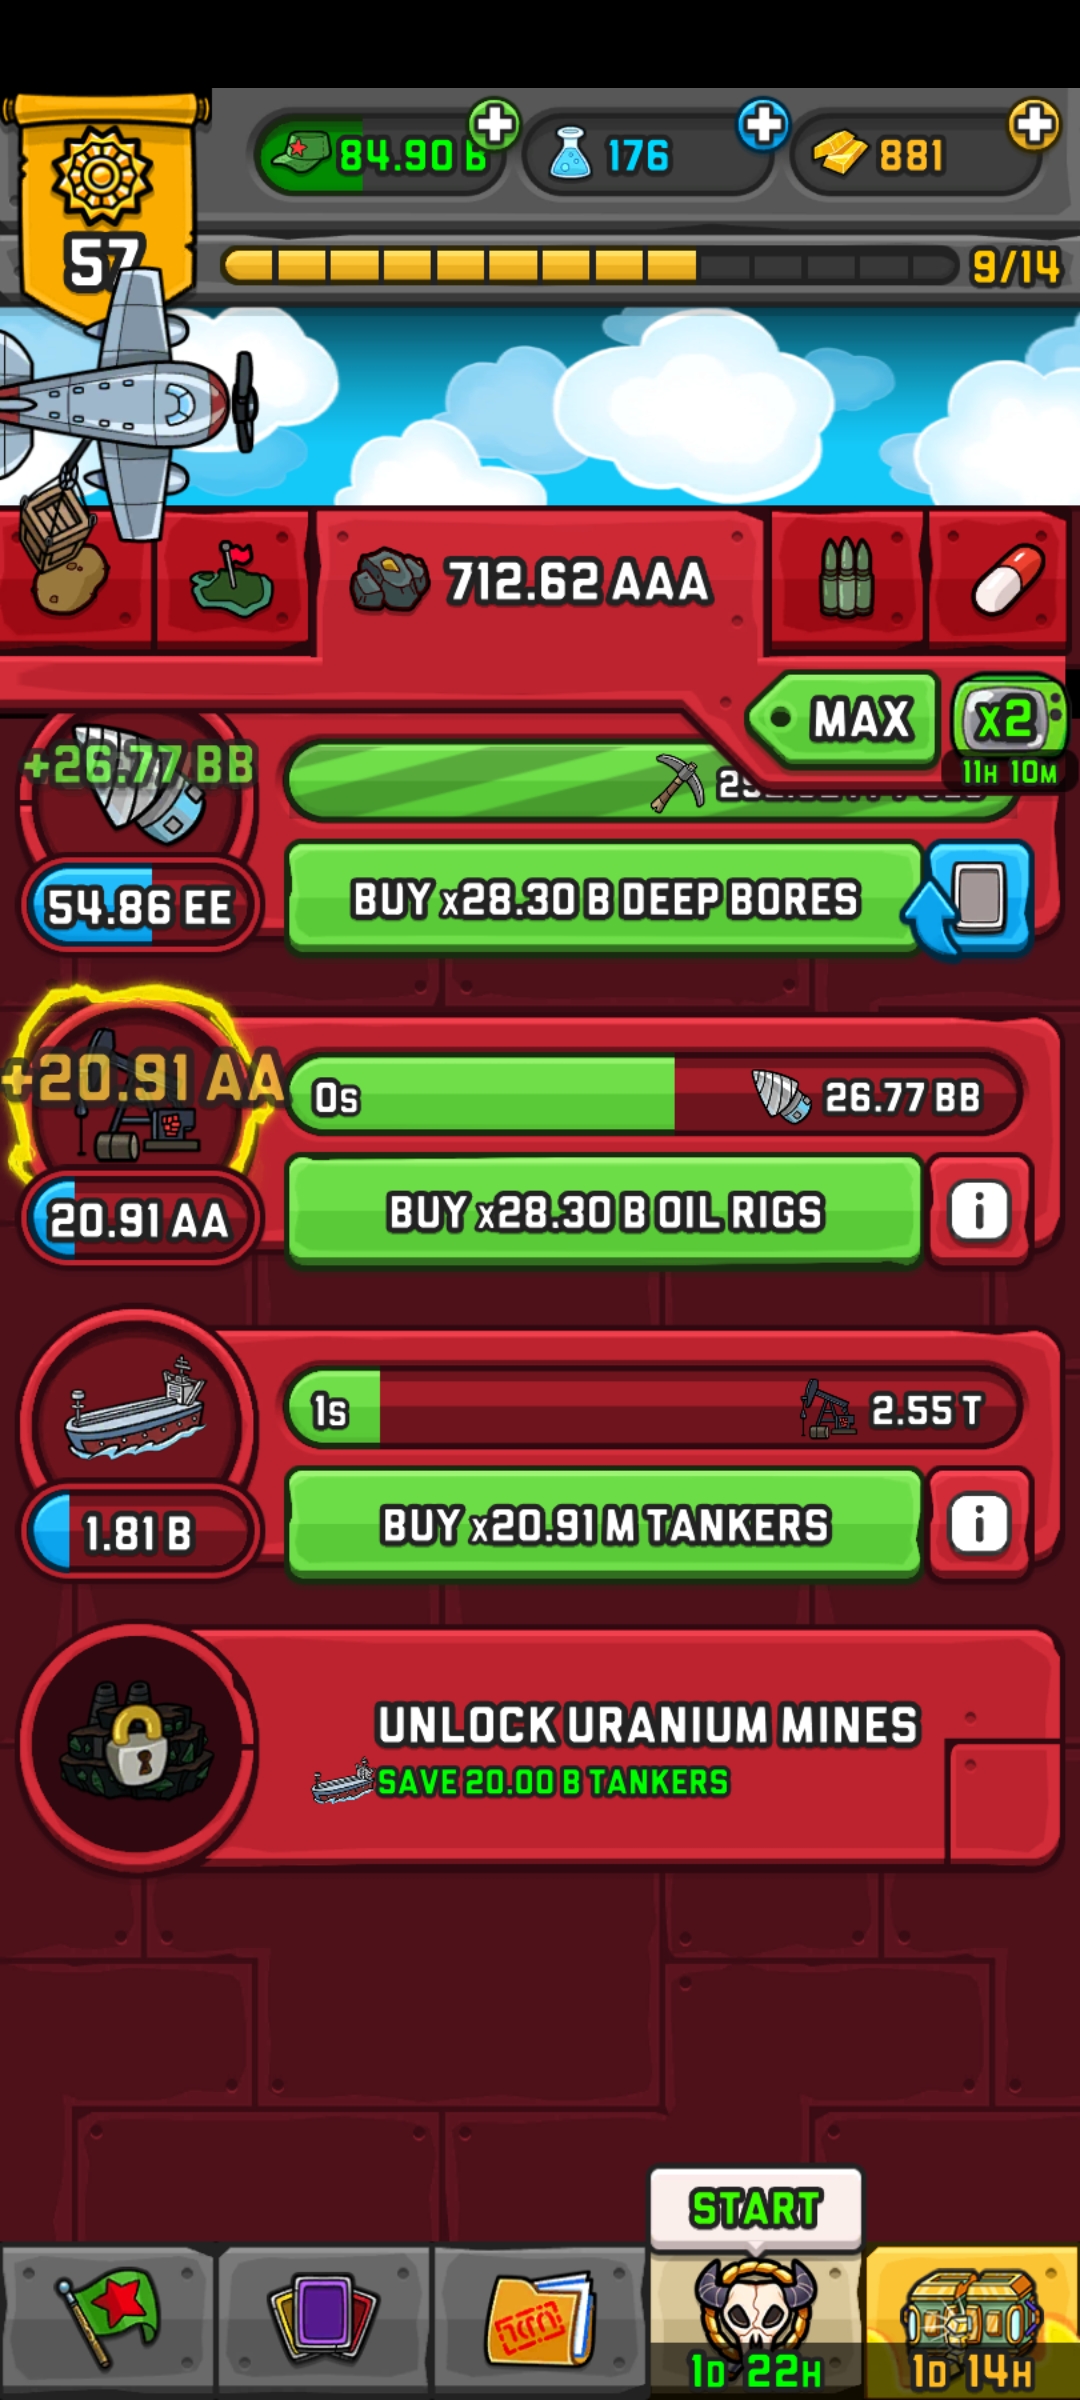 84.90 B
176
881
57
9/14
712.62 AAA
MAX
x2
11H 10M
+26.77 BB
54.86 EE
BUY x28.30 B DEEP BORES
+20.91 AA
0s
26.77 BB
20.91 AA
BUY x28.30 B OIL RIGS
i
1s
2.55 T
1.81 B
BUY x20.91 M TANKERS
i
UNLOCK URANIUM MINES
SAVE 20.00 B TANKERS
START
1D 22H
1D 14H